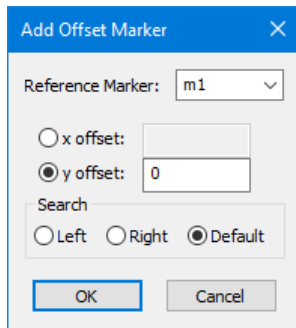 Add Offset Marker
Reference Marker: m1
x offset:
y offset: 0
Search
Left Right Default
OK Cancel